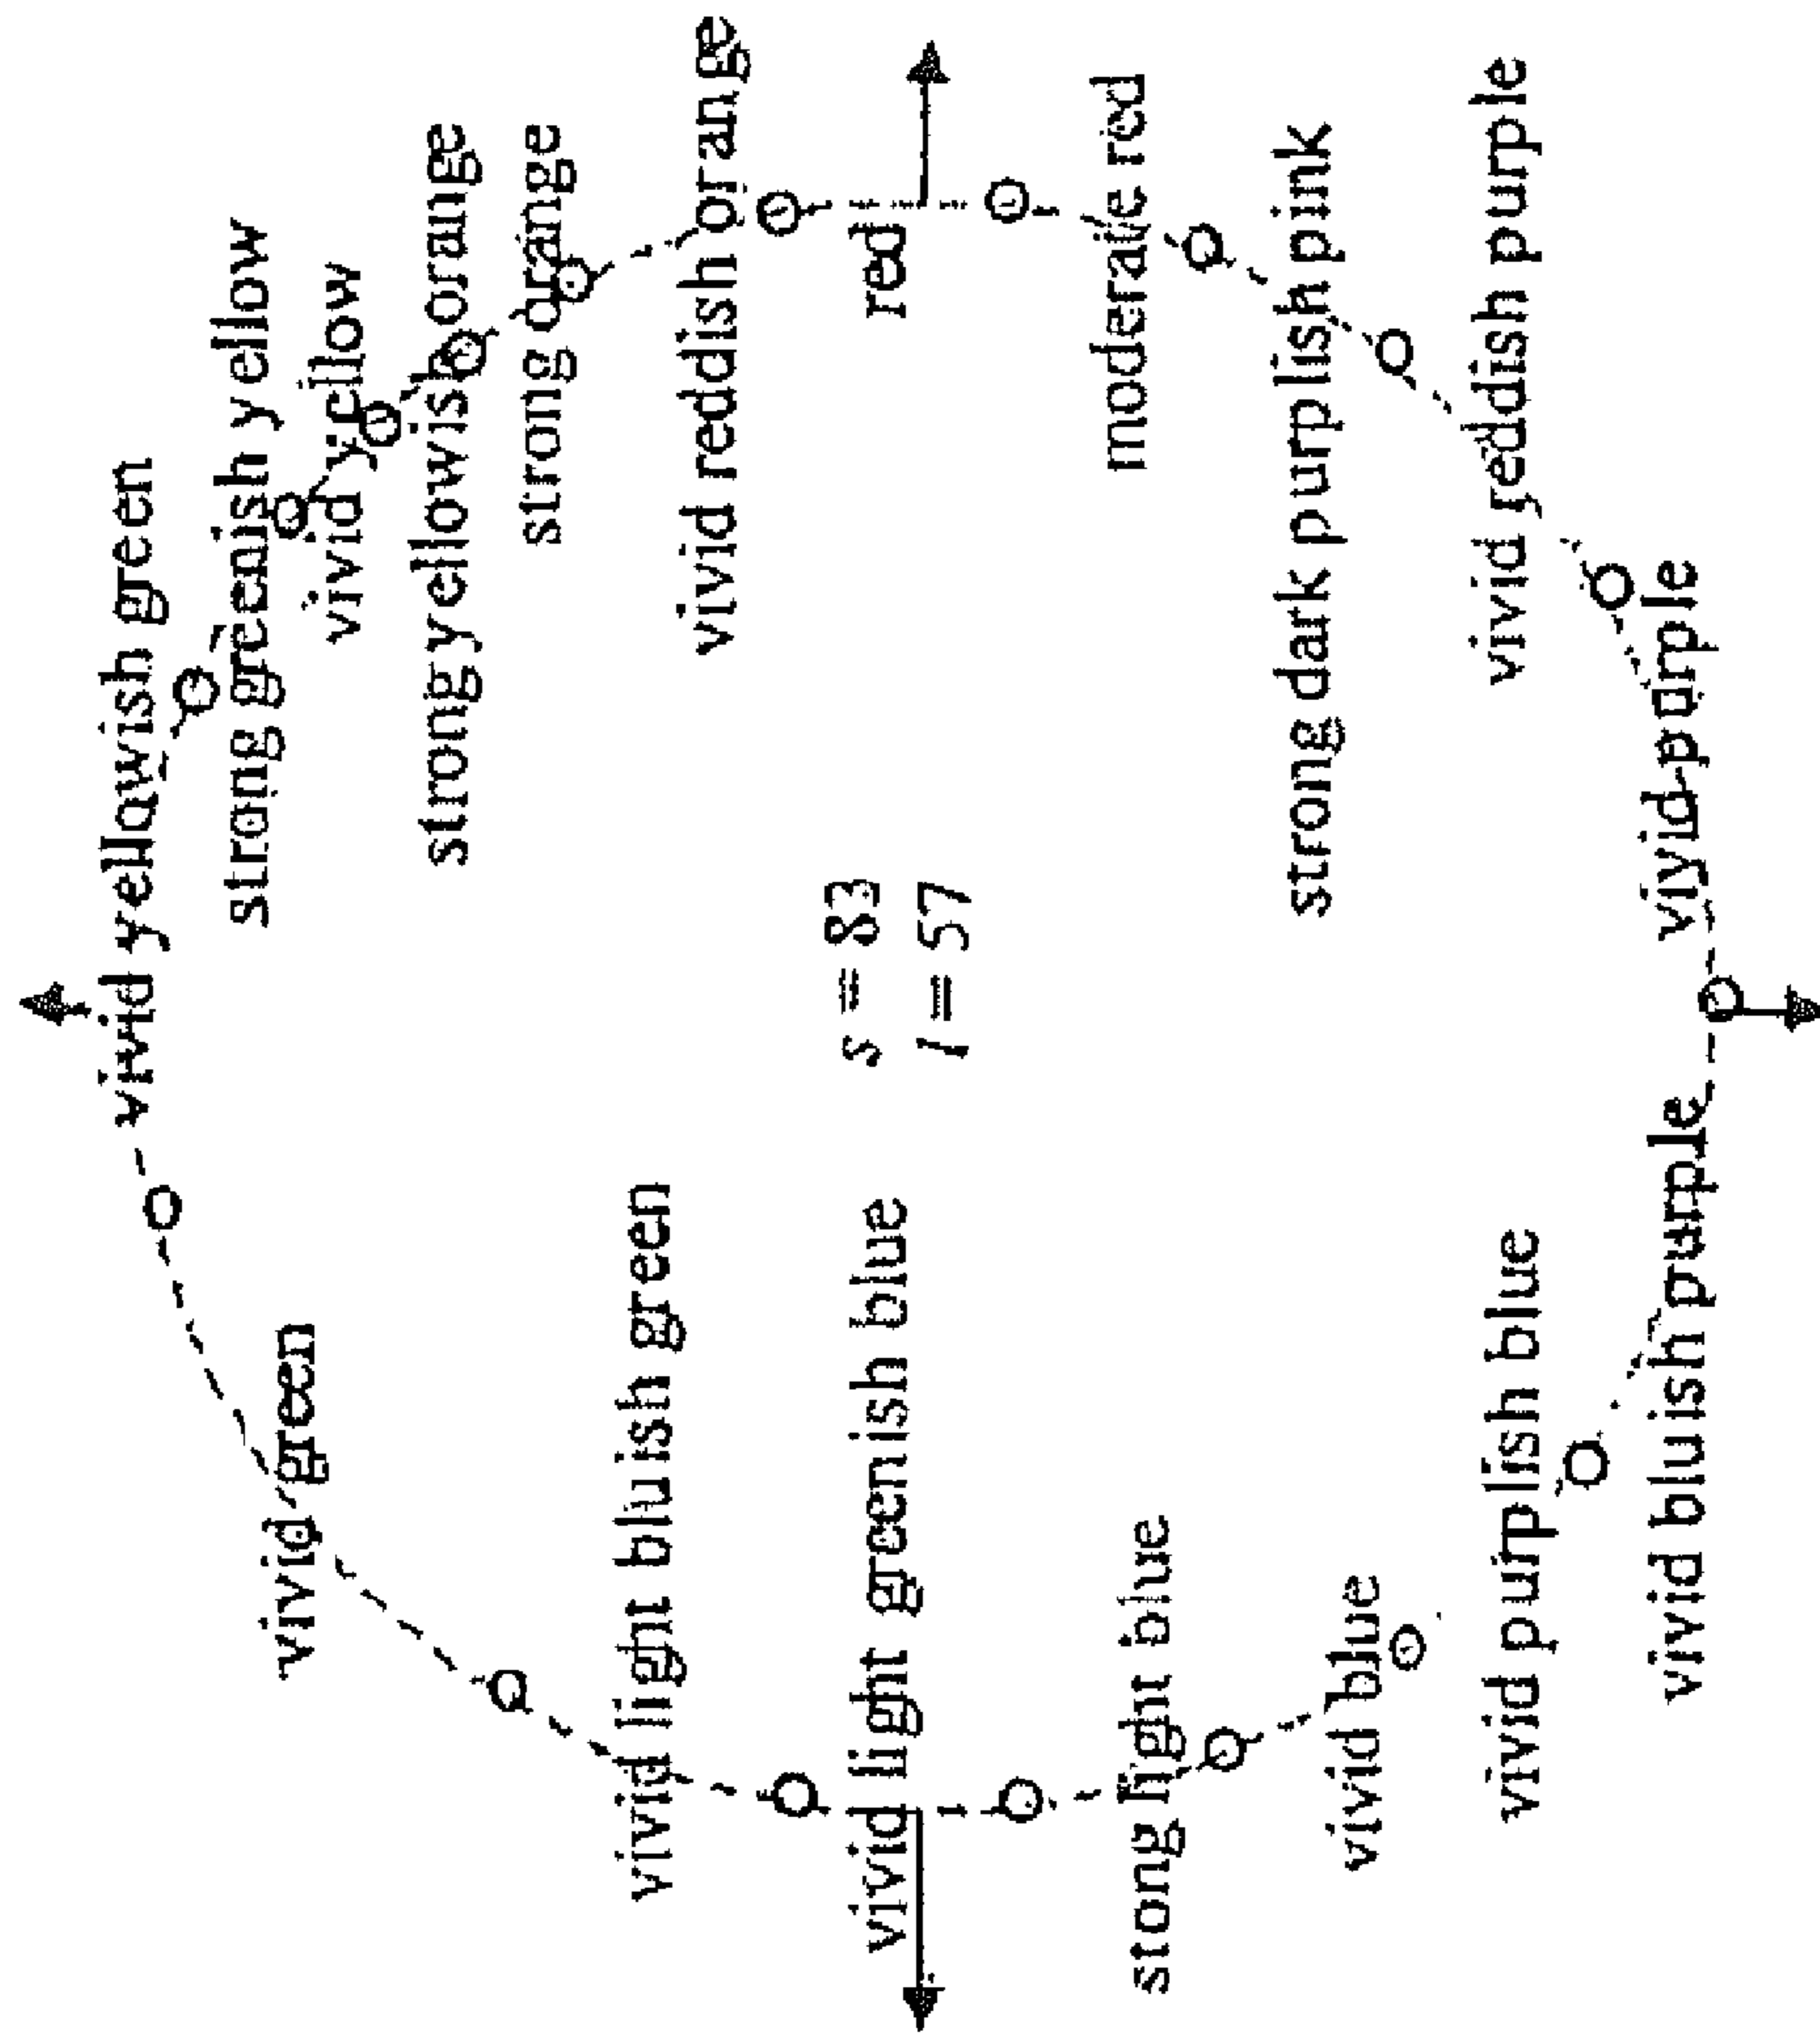 vivid yellowish green
strong greenish yellow
vivid yellow
strong yellowish orange
strong orange
vivid green
vivid reddish orange
vivid light bluish green
red
vivid light greenish blue
s = 83
l = 57
moderate red
strong light blue
strong dark purplish pink
vivid blue
vivid reddish purple
vivid purplish blue
vivid purple
vivid bluish purple